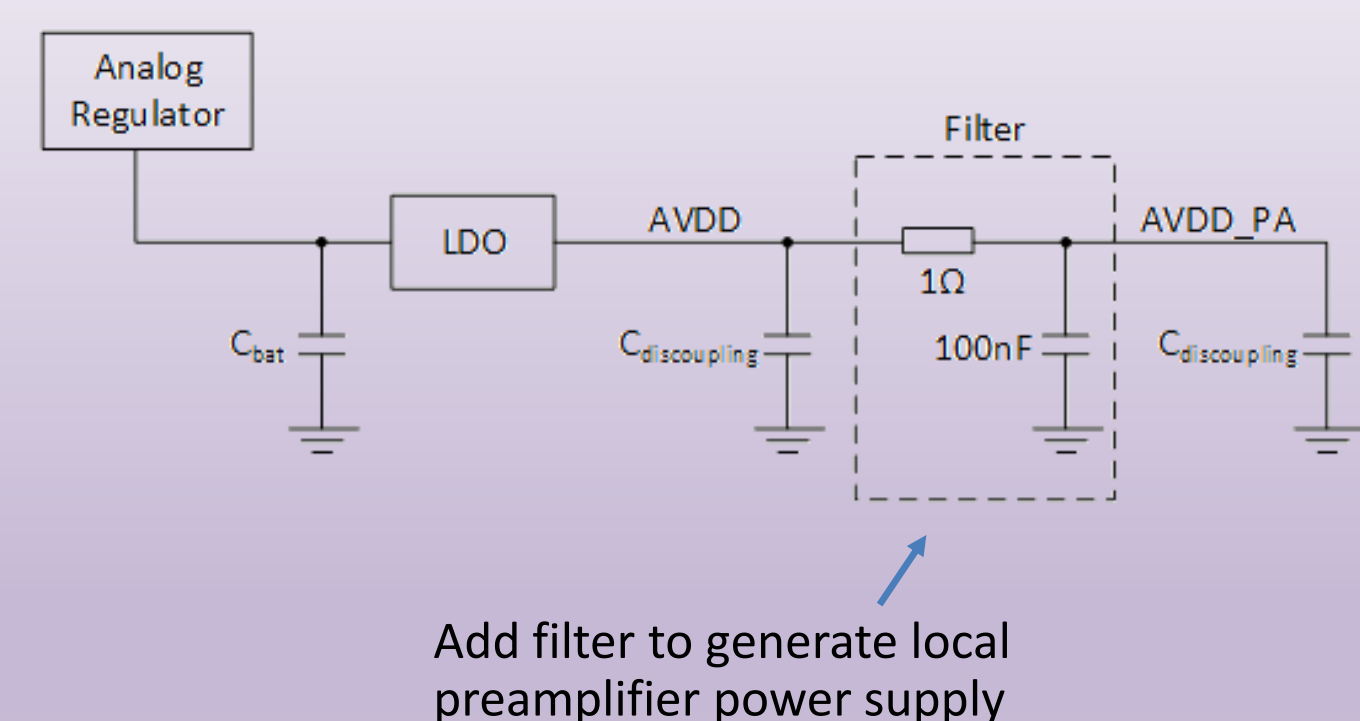 Analog
Regulator
Filter
LDO
AVDD
AVDD_PA
1Ω
Cbat
Cdiscoupling
100nF
Cdiscoupling
Add filter to generate local
preamplifier power supply